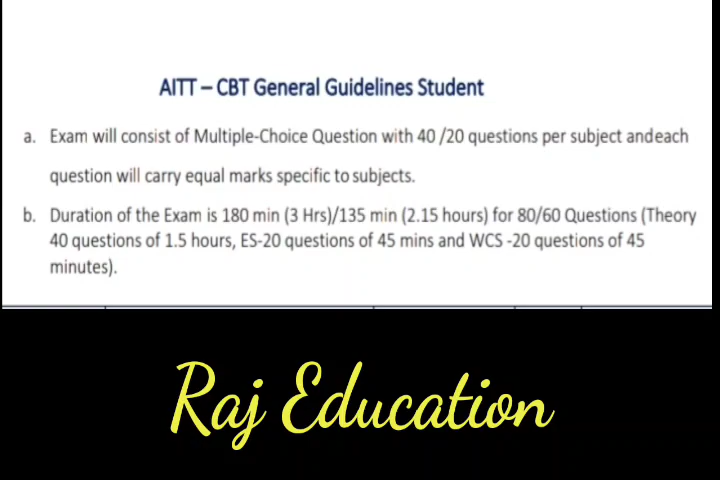 AITT – CBT General Guidelines Student
a. Exam will consist of Multiple-Choice Question with 40 /20 questions per subject andeach
question will carry equal marks specific to subjects.
b. Duration of the Exam is 180 min (3 Hrs)/135 min (2.15 hours) for 80/60 Questions (Theory
40 questions of 1.5 hours, ES-20 questions of 45 mins and WCS -20 questions of 45
minutes).
Raj Education